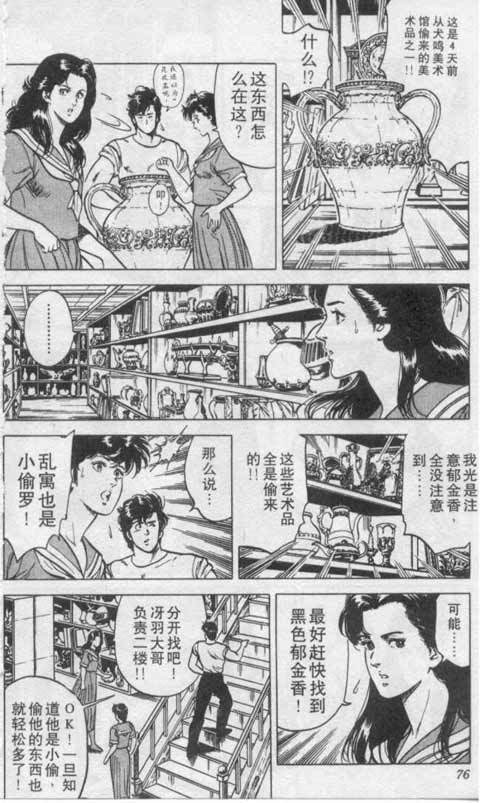 这是4天前
从犬鸣美术
馆偷来的美
术品之一!!
什么!?
这东西怎
么在这？
叩!
…………
我光是注
意郁金香，
全没注意
到……
这些艺术品
全是偷来
的!!
那么说…
乱寓也是
小偷罗！
可能……
最好赶快找到
黑色郁金香！
分开找吧！
冴羽大哥
负责二楼!!
OK！一旦知
道他是小偷，
偷他的东西也
就轻松多了！
76